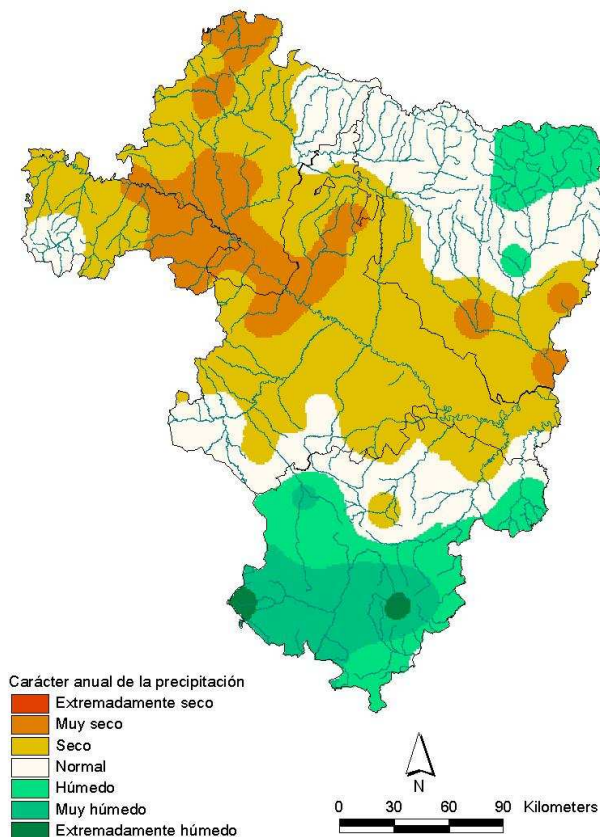 Carácter anual de la precipitación
Extremadamente seco
Muy seco
Seco
Normal
Húmedo
Muy húmedo
Extremadamente húmedo
N
0 30 60 90 Kilometers